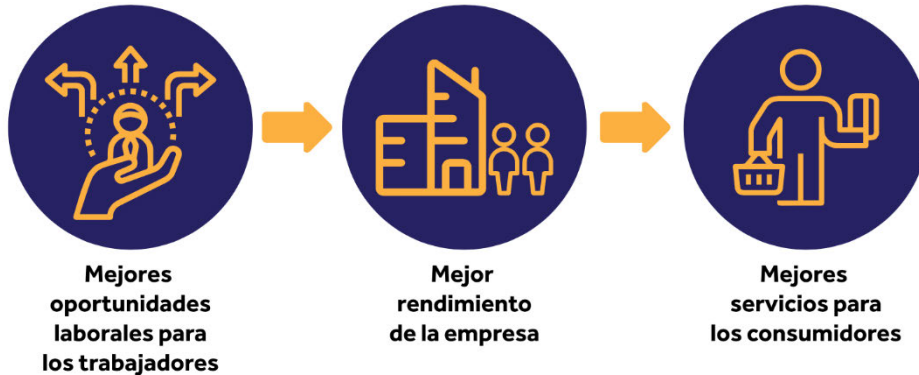 Mejores
oportunidades
laborales para
los trabajadores
Mejor
rendimiento
de la empresa
Mejores
servicios para
los consumidores